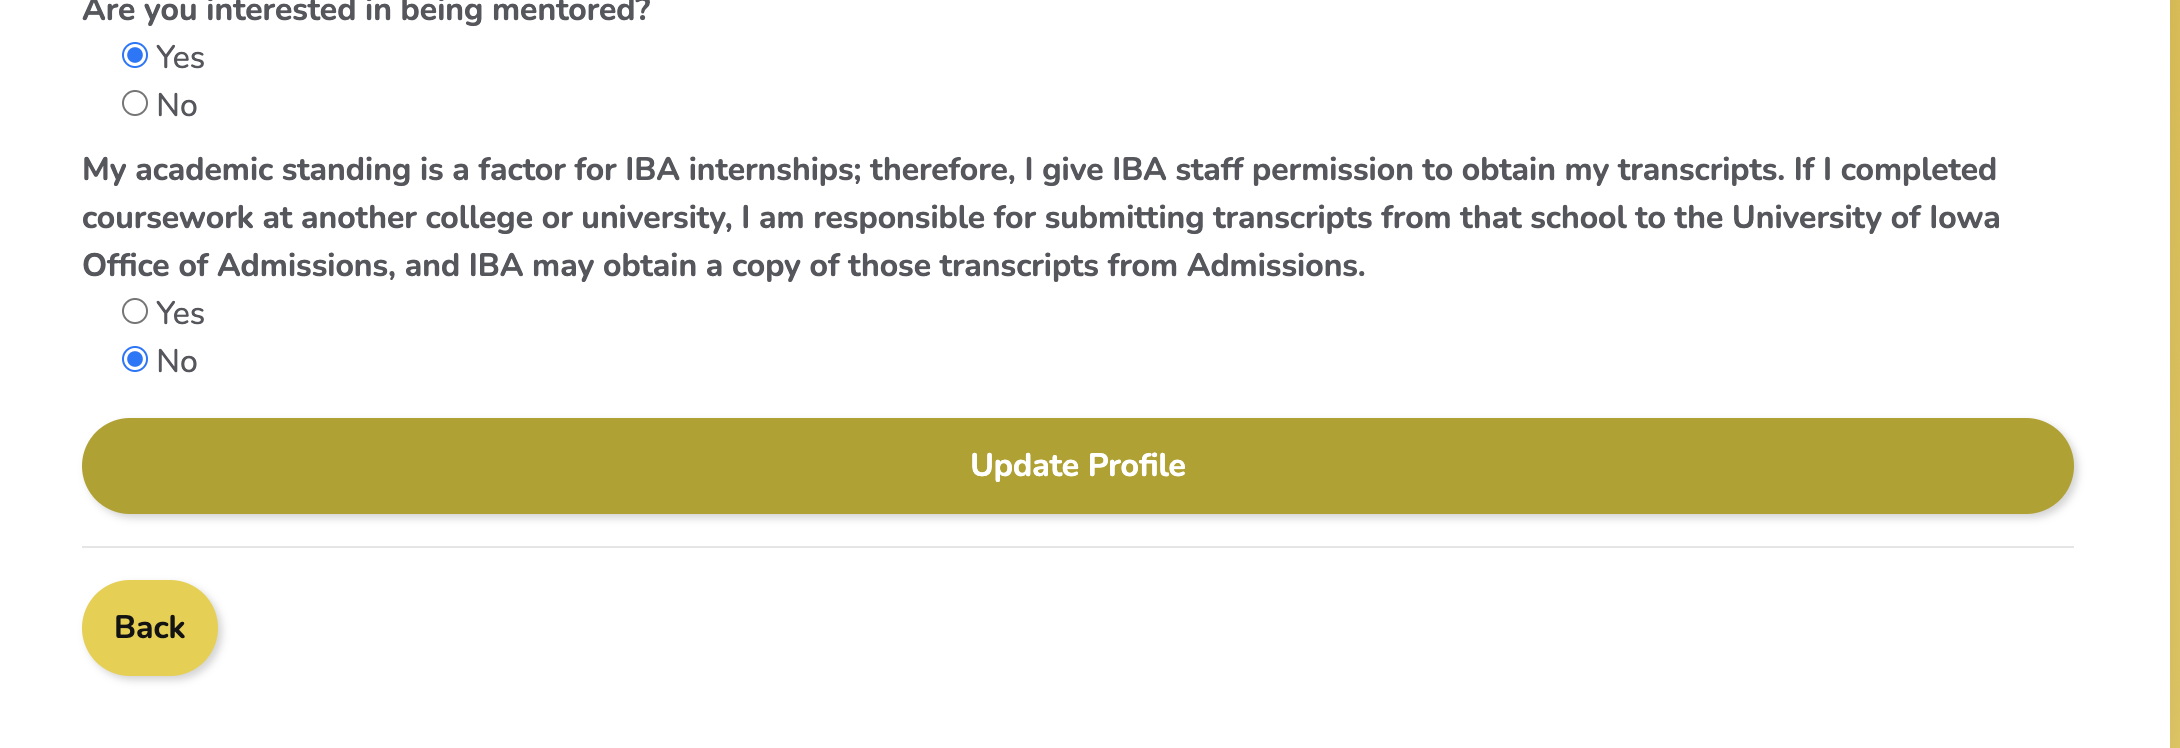 Are you interested in being mentored?
Yes
No
My academic standing is a factor for IBA internships; therefore, I give IBA staff permission to obtain my transcripts. If I completed
coursework at another college or university, I am responsible for submitting transcripts from that school to the University of Iowa
Office of Admissions, and IBA may obtain a copy of those transcripts from Admissions.
Yes
No
Update Profile
Back